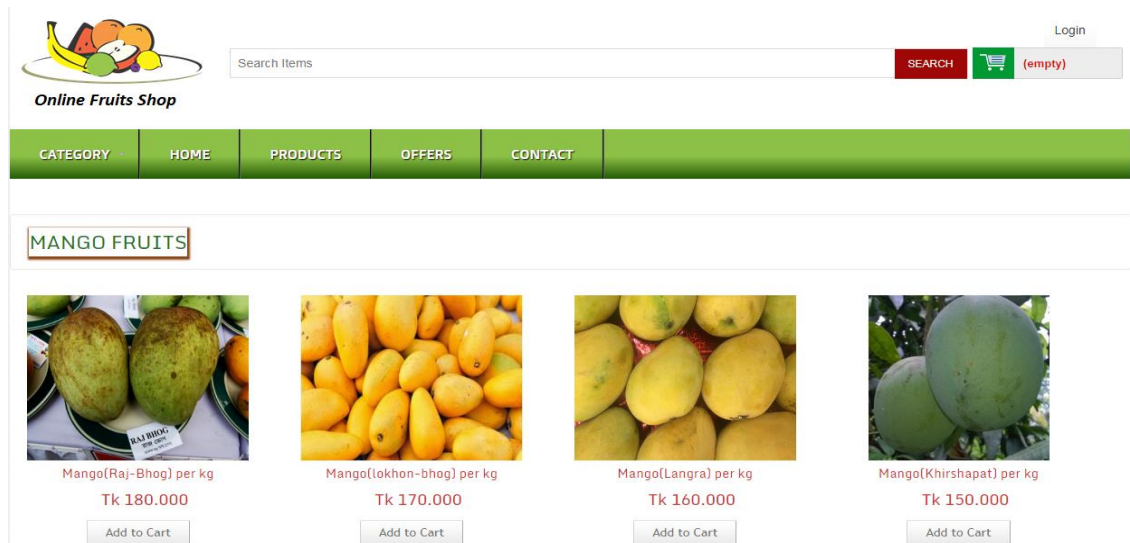 Login
Search Items
SEARCH
(empty)
Online Fruits Shop
CATEGORY HOME PRODUCTS OFFERS CONTACT
MANGO FRUITS
RAJ BHOG
Mango(Raj-Bhog) per kg
Tk 180.000
Add to Cart
Mango(lokhon-bhog) per kg
Tk 170.000
Add to Cart
Mango(Langra) per kg
Tk 160.000
Add to Cart
Mango(Khirshapat) per kg
Tk 150.000
Add to Cart